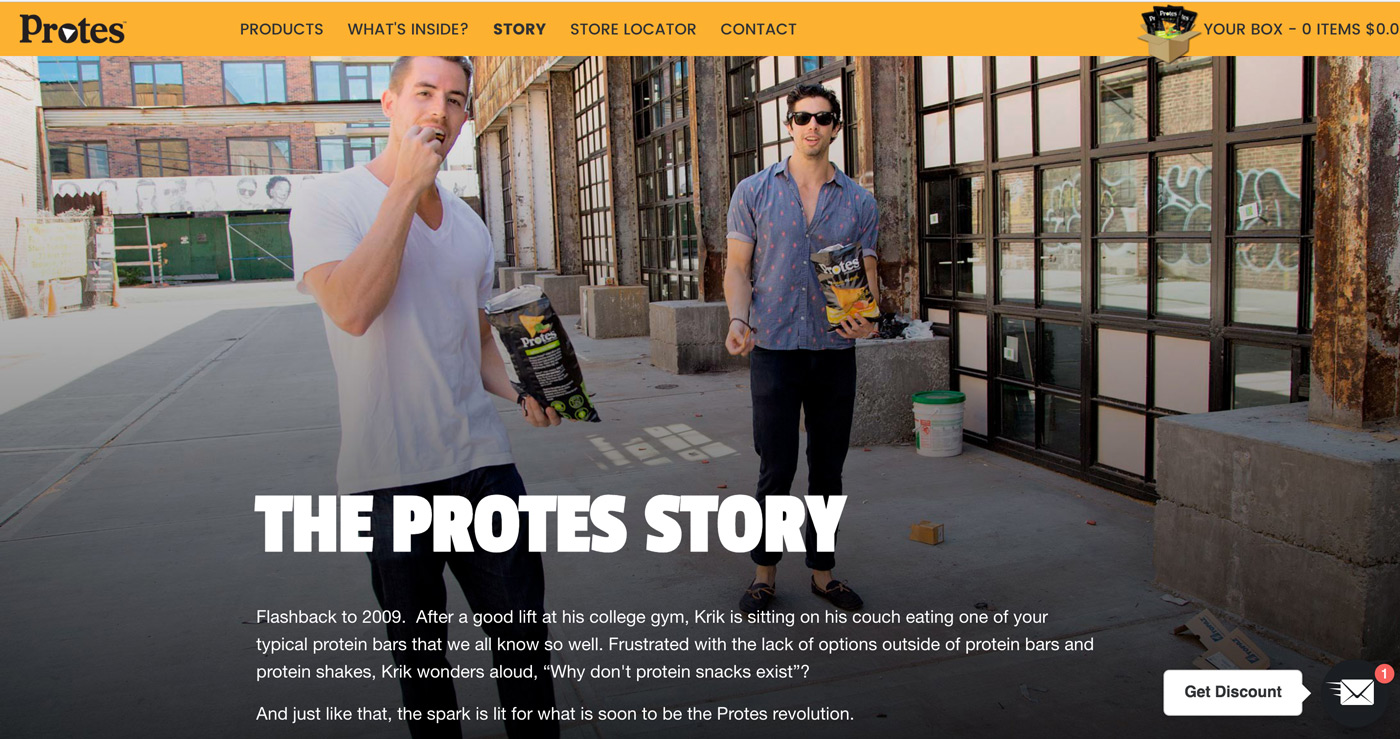 Protes
PRODUCTS
WHAT'S INSIDE?
STORY
STORE LOCATOR
CONTACT
YOUR BOX - 0 ITEMS $0.0
Protes
Protes
THE PROTES STORY
Flashback to 2009.  After a good lift at his college gym, Krik is sitting on his couch eating one of your
typical protein bars that we all know so well. Frustrated with the lack of options outside of protein bars and
protein shakes, Krik wonders aloud, “Why don't protein snacks exist”?
And just like that, the spark is lit for what is soon to be the Protes revolution.
Get Discount
1